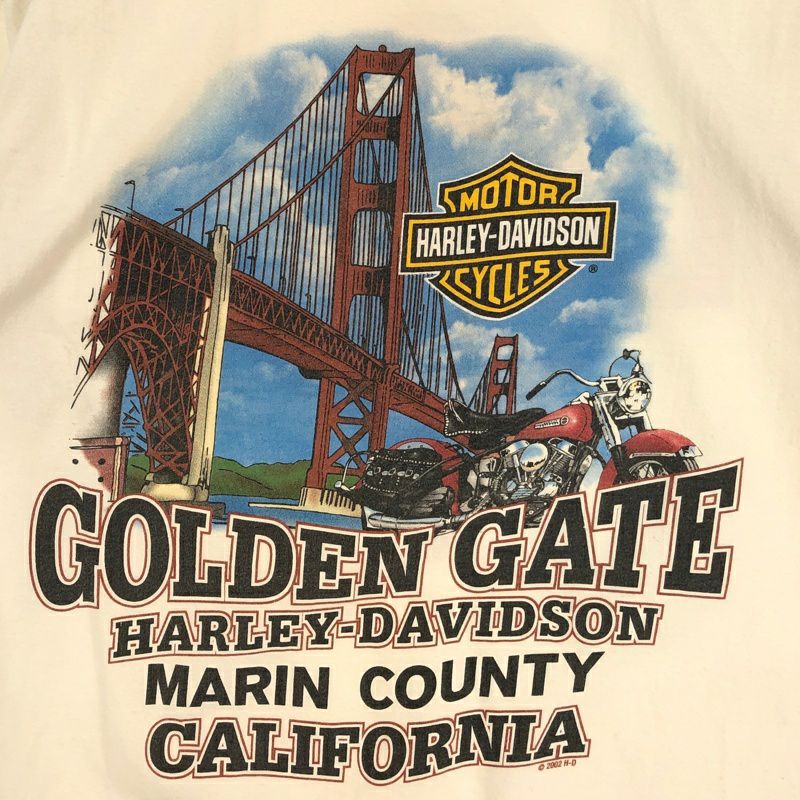 MOTOR
HARLEY-DAVIDSON
CYCLES
®
GOLDEN GATE
HARLEY-DAVIDSON
MARIN COUNTY
CALIFORNIA
© 2002 H-D